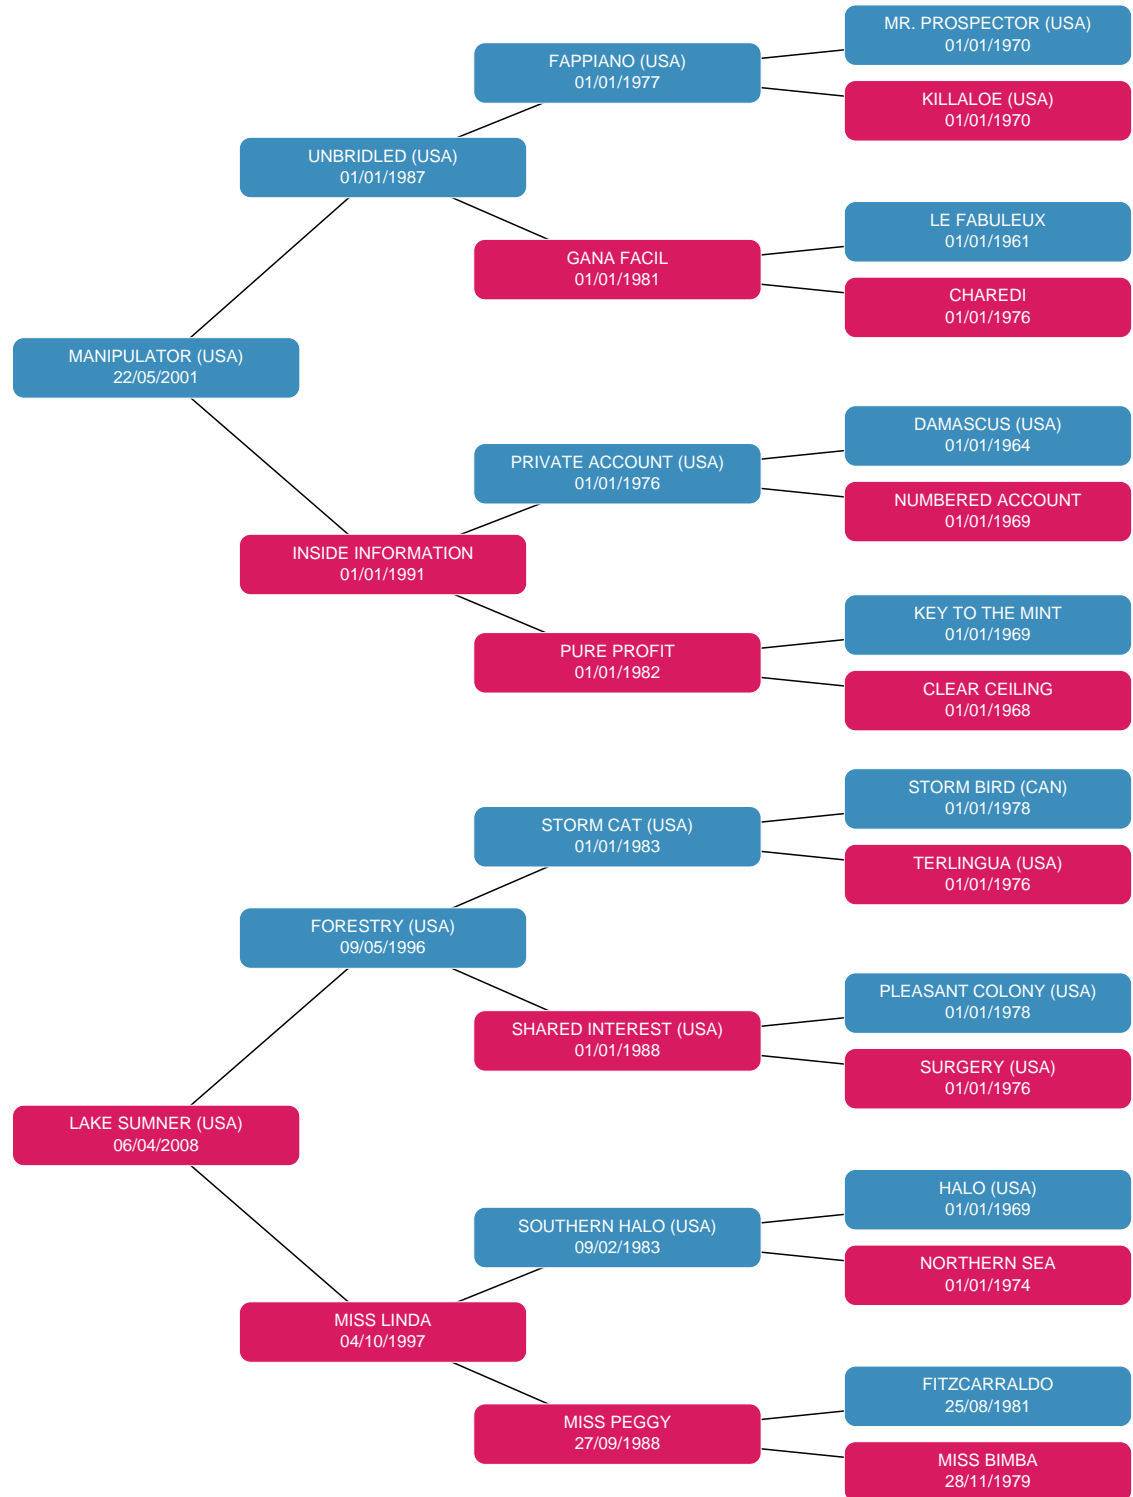 MR. PROSPECTOR (USA)
01/01/1970
FAPPIANO (USA)
01/01/1977
KILLALOE (USA)
01/01/1970
UNBRIDLED (USA)
01/01/1987
LE FABULEUX
01/01/1961
GANA FACIL
01/01/1981
CHAREDI
01/01/1976
MANIPULATOR (USA)
22/05/2001
DAMASCUS (USA)
01/01/1964
PRIVATE ACCOUNT (USA)
01/01/1976
NUMBERED ACCOUNT
01/01/1969
INSIDE INFORMATION
01/01/1991
KEY TO THE MINT
01/01/1969
PURE PROFIT
01/01/1982
CLEAR CEILING
01/01/1968
STORM BIRD (CAN)
01/01/1978
STORM CAT (USA)
01/01/1983
TERLINGUA (USA)
01/01/1976
FORESTRY (USA)
09/05/1996
PLEASANT COLONY (USA)
01/01/1978
SHARED INTEREST (USA)
01/01/1988
SURGERY (USA)
01/01/1976
LAKE SUMNER (USA)
06/04/2008
HALO (USA)
01/01/1969
SOUTHERN HALO (USA)
09/02/1983
NORTHERN SEA
01/01/1974
MISS LINDA
04/10/1997
FITZCARRALDO
25/08/1981
MISS PEGGY
27/09/1988
MISS BIMBA
28/11/1979